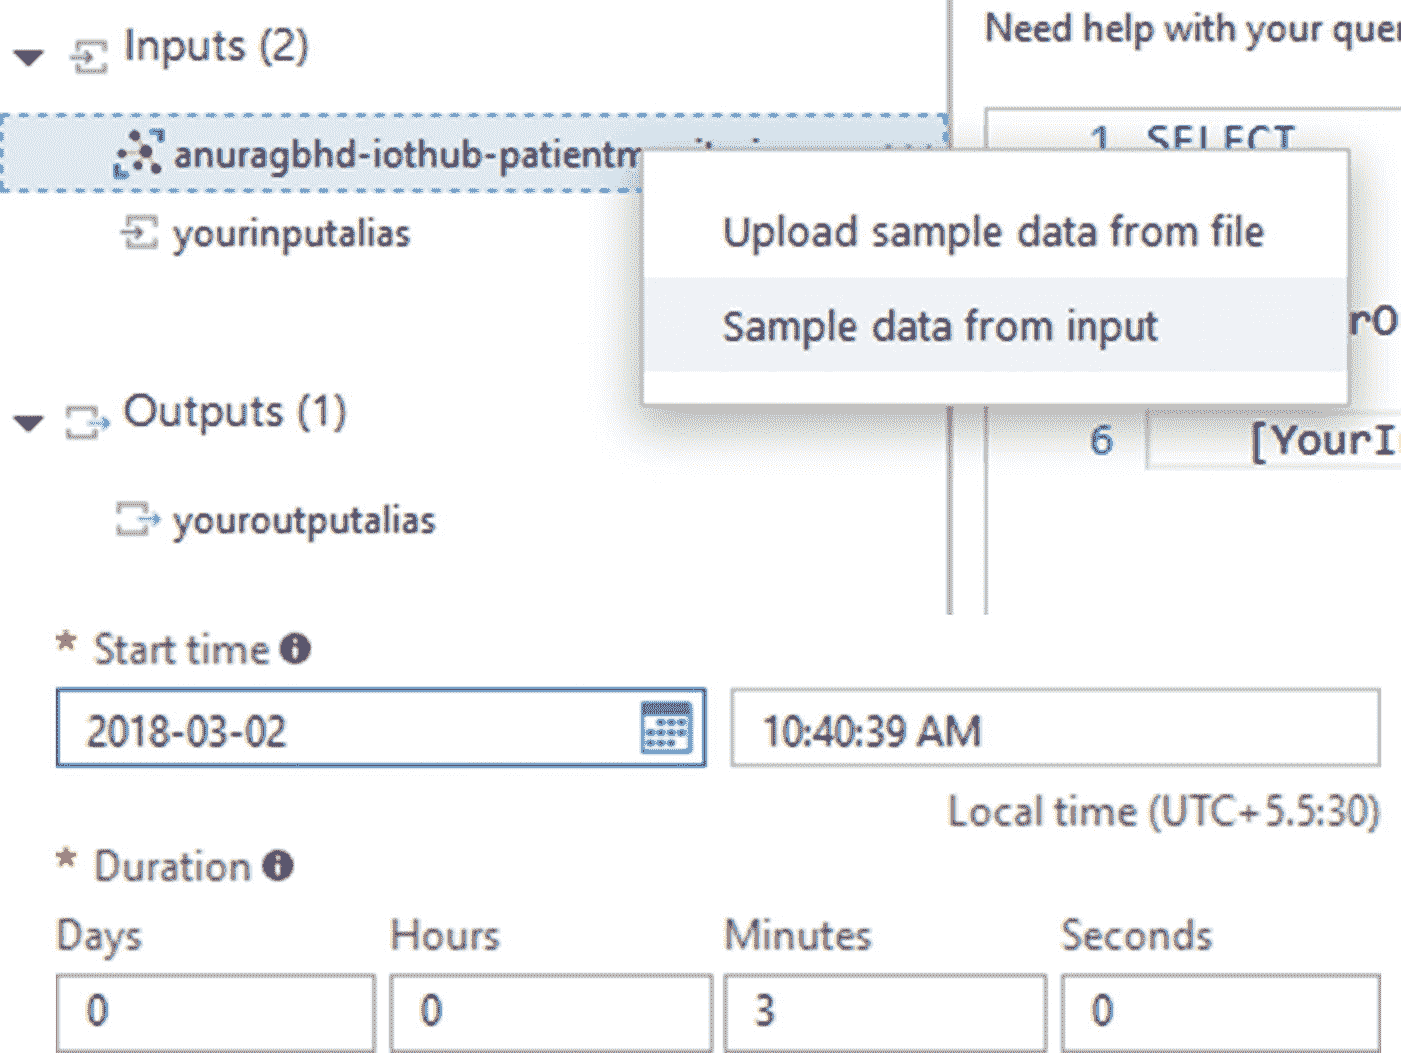 Inputs (2)
Need help with your quer
anuragbhd-iothub-patientm
1 SELECT
yourinputalias
Upload sample data from file
Sample data from input
rO
Outputs (1)
6 [YourI
youroutputalias
* Start time
2018-03-02
10:40:39 AM
Local time (UTC+5.5:30)
* Duration
Days Hours Minutes Seconds
0 0 3 0